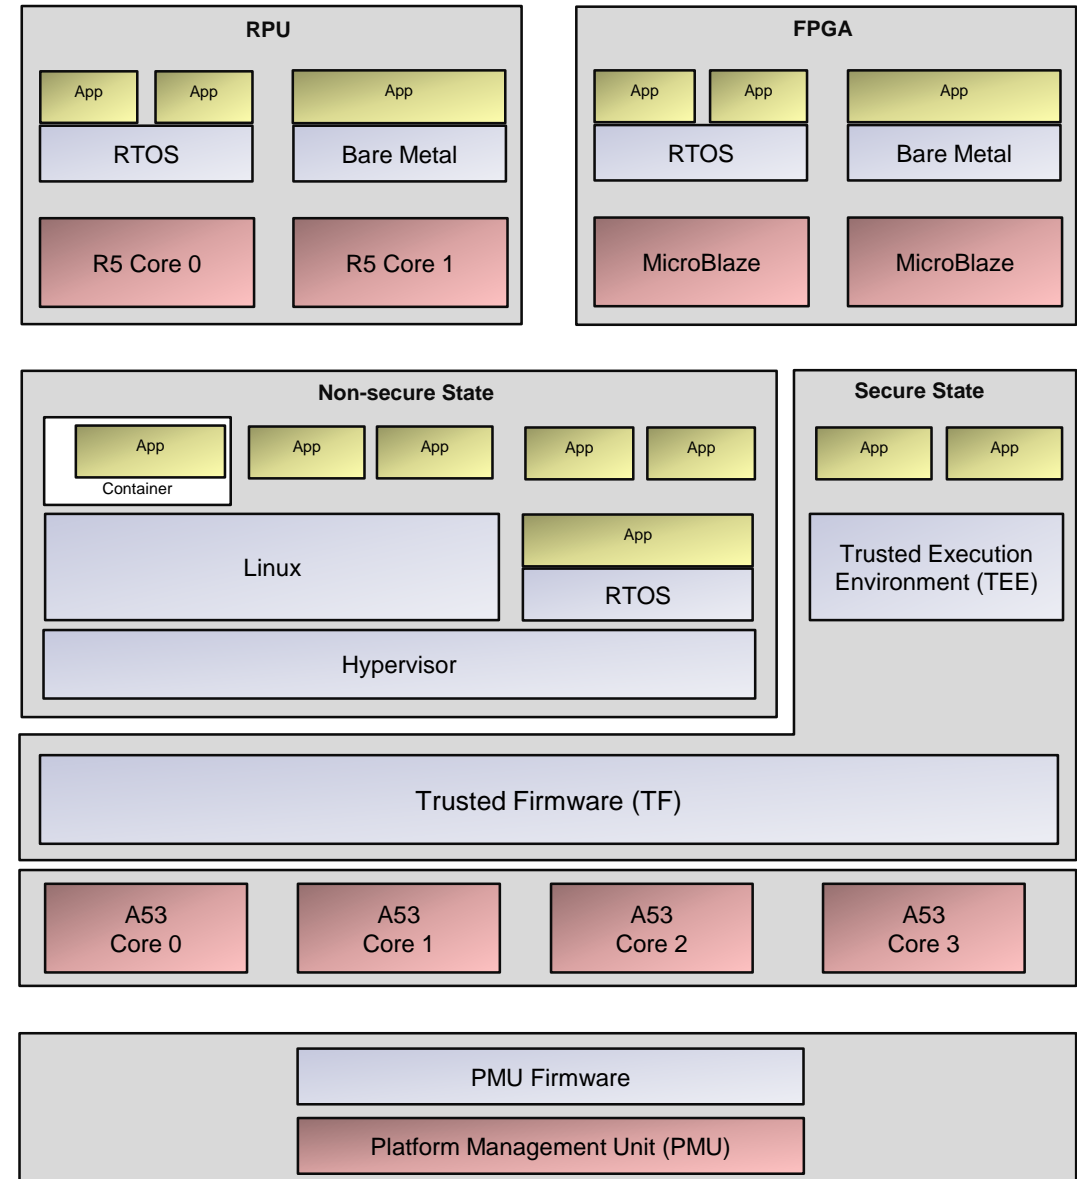 RPU
App
App
App
RTOS
Bare Metal
R5 Core 0
R5 Core 1
FPGA
App
App
App
RTOS
Bare Metal
MicroBlaze
MicroBlaze
Non-secure State
App
Container
App
App
App
App
Linux
App
RTOS
Hypervisor
Secure State
App
App
Trusted Execution
Environment (TEE)
Trusted Firmware (TF)
A53
Core 0
A53
Core 1
A53
Core 2
A53
Core 3
PMU Firmware
Platform Management Unit (PMU)